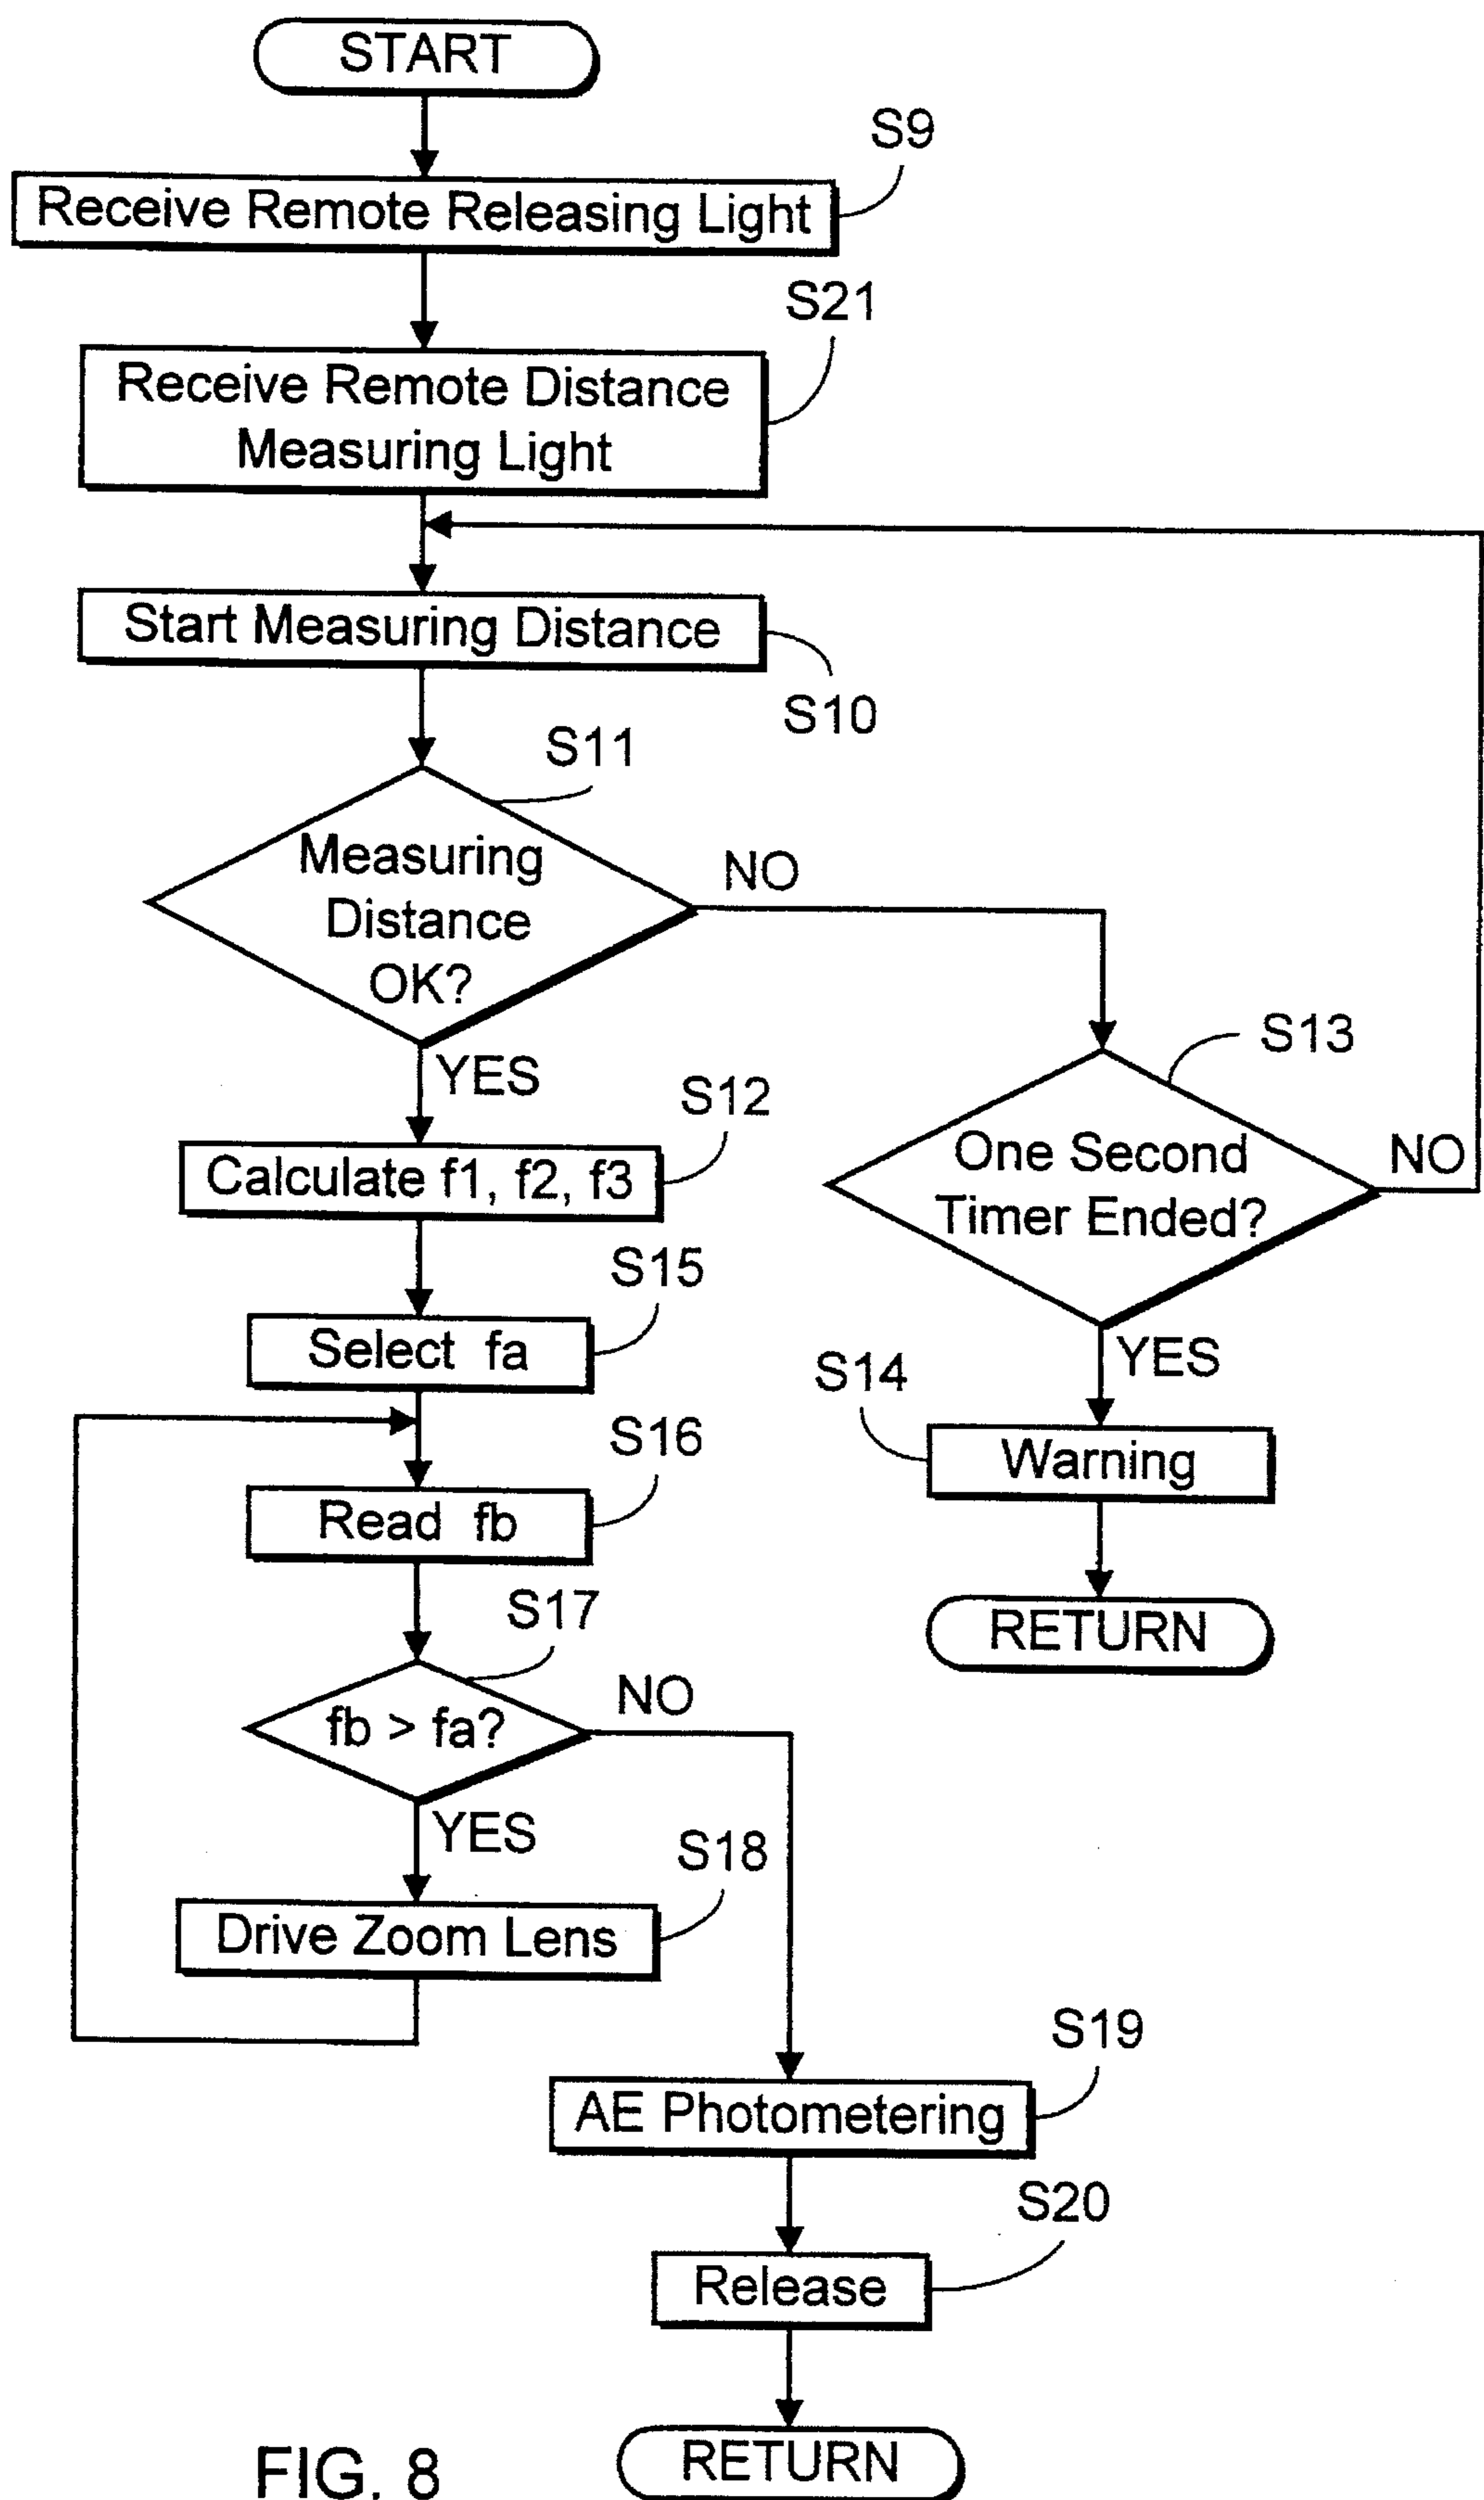 START
S9
Receive Remote Releasing Light
S21
Receive Remote Distance
Measuring Light
Start Measuring Distance
S10
S11
Measuring
Distance
OK?
NO
YES
S13
One Second
Timer Ended?
NO
YES
S12
Calculate f1, f2, f3
S15
Select fa
S14
Warning
RETURN
S16
Read fb
S17
fb > fa?
NO
YES
S18
Drive Zoom Lens
S19
AE Photometering
S20
Release
RETURN
FIG. 8